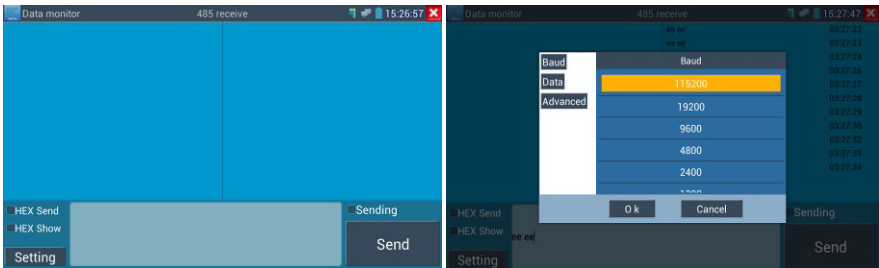 Data monitor 485 receive 15:26:57
HEX Send
HEX Show
Setting
Sending
Send
Data monitor 485 receive 15:27:47
ee ee 03:27:22
ee ee 03:27:23
03:27:24
03:27:26
03:27:27
03:27:28
03:27:29
03:27:30
03:27:32
03:27:33
03:27:34
Baud
Data
Advanced
Baud
115200
19200
9600
4800
2400
1200
Ok Cancel
HEX Send
HEX Show
ee ee
Setting
Sending
Send